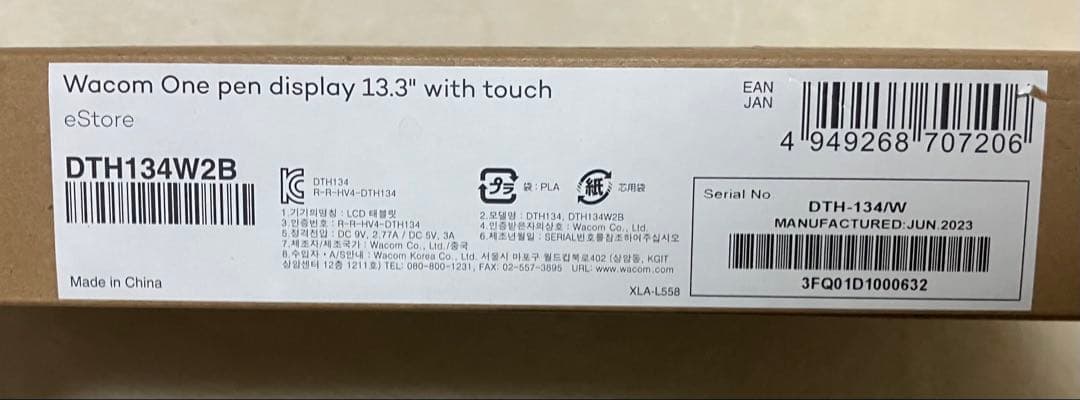 Wacom One pen display 13.3" with touch
eStore
DTH134W2B
Made in China
DTH134
R-R-HV4-DTH134
プラ
袋 : PLA
紙
芯用袋
1.기기의명칭 : LCD 태블릿
2.모델명 : DTH134, DTH134W2B
3.인증번호 : R-R-HV4-DTH134
4.인증받은자의상호 : Wacom Co., Ltd.
5.정격전압 : DC 9V, 2.77A / DC 5V, 3A
6.제조년월일 : SERIAL번호를참조하여주십시오
7.제조자/제조국가 : Wacom Co., Ltd./중국
8.수입자・A/S안내 : Wacom Korea Co., Ltd. 서울시 마포구 월드컵북로402 (상암동, KGIT
상암센터 12층 1211호) TEL: 080-800-1231, FAX: 02-557-3895 URL: www.wacom.com
XLA-L558
EAN
JAN
4 949268 707206
Serial No
DTH-134/W
MANUFACTURED:JUN.2023
3FQ01D1000632